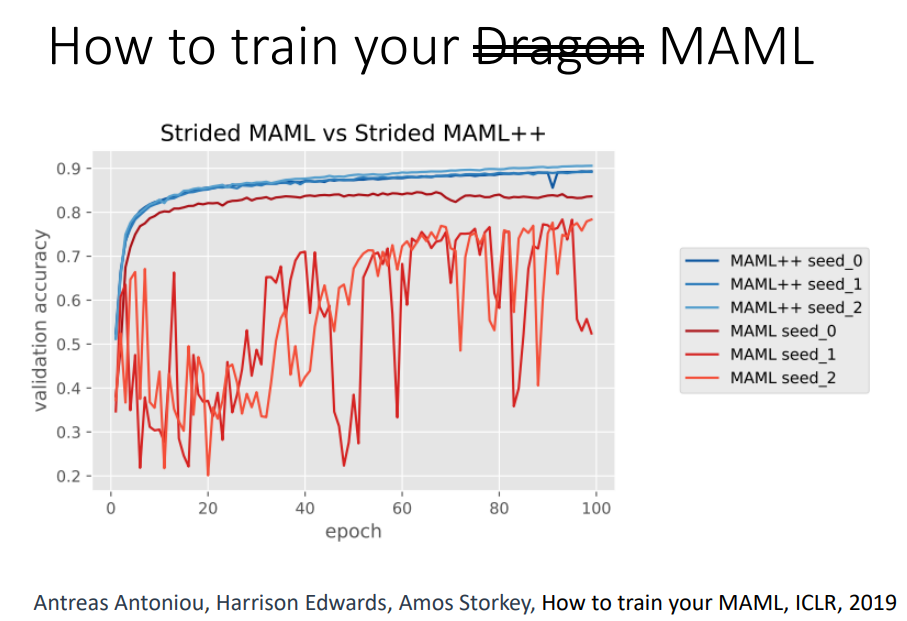 How to train your Dragon MAML
Strided MAML vs Strided MAML++
validation accuracy
0.9
0.8
0.7
0.6
0.5
0.4
0.3
0.2
0 20 40 60 80 100
epoch
MAML++ seed_0
MAML++ seed_1
MAML++ seed_2
MAML seed_0
MAML seed_1
MAML seed_2
Antreas Antoniou, Harrison Edwards, Amos Storkey, How to train your MAML, ICLR, 2019